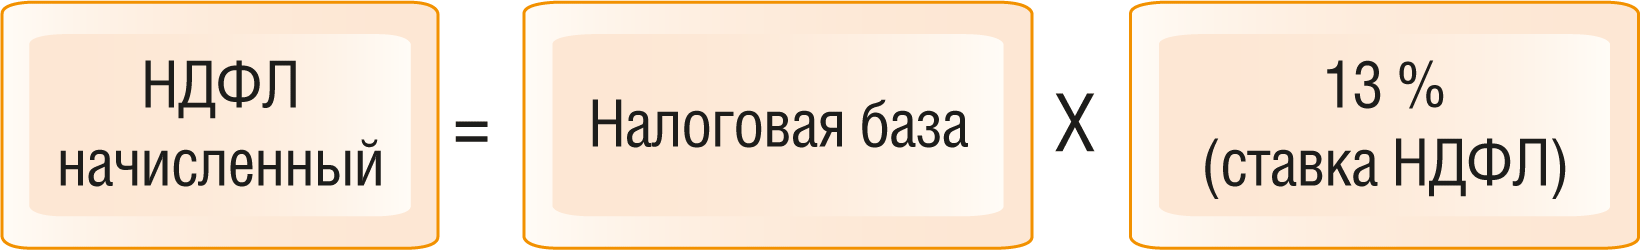 НДФЛ
начисленный
=
Налоговая база
X
13 %
(ставка НДФЛ)